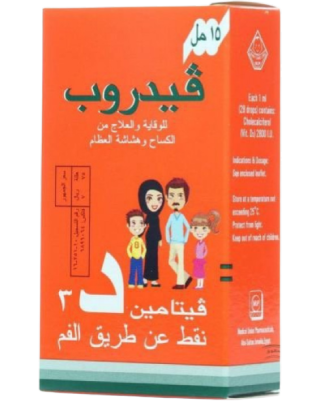 ١٥ مل
ڤيدروب
للوقاية والعلاج من
الكساح وهشاشة العظام
ڤيتامين د ٣
نقط عن طريق الفم
Each 1 ml
(28 drops) contains:
Cholecalciferol
(Vit. D3) 2800 I.U.
Indications & Dosage:
See enclosed leaflet.
Store at a temperature not
exceeding 25°C
Protect from light
Keep out of reach of children.